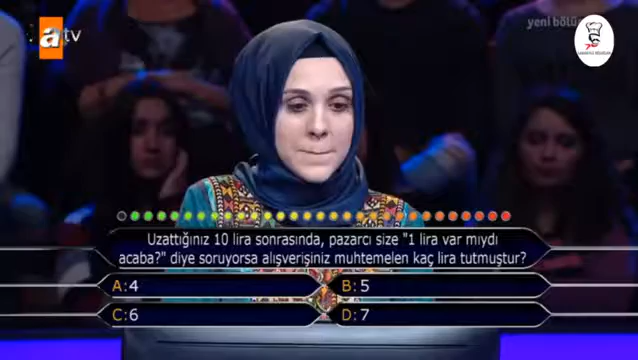 atv
yeni bölüm
Uzattığınız 10 lira sonrasında, pazarcı size "1 lira var mıydı
acaba?" diye soruyorsa alışverişiniz muhtemelen kaç lira tutmuştur?
A: 4
B: 5
C: 6
D: 7